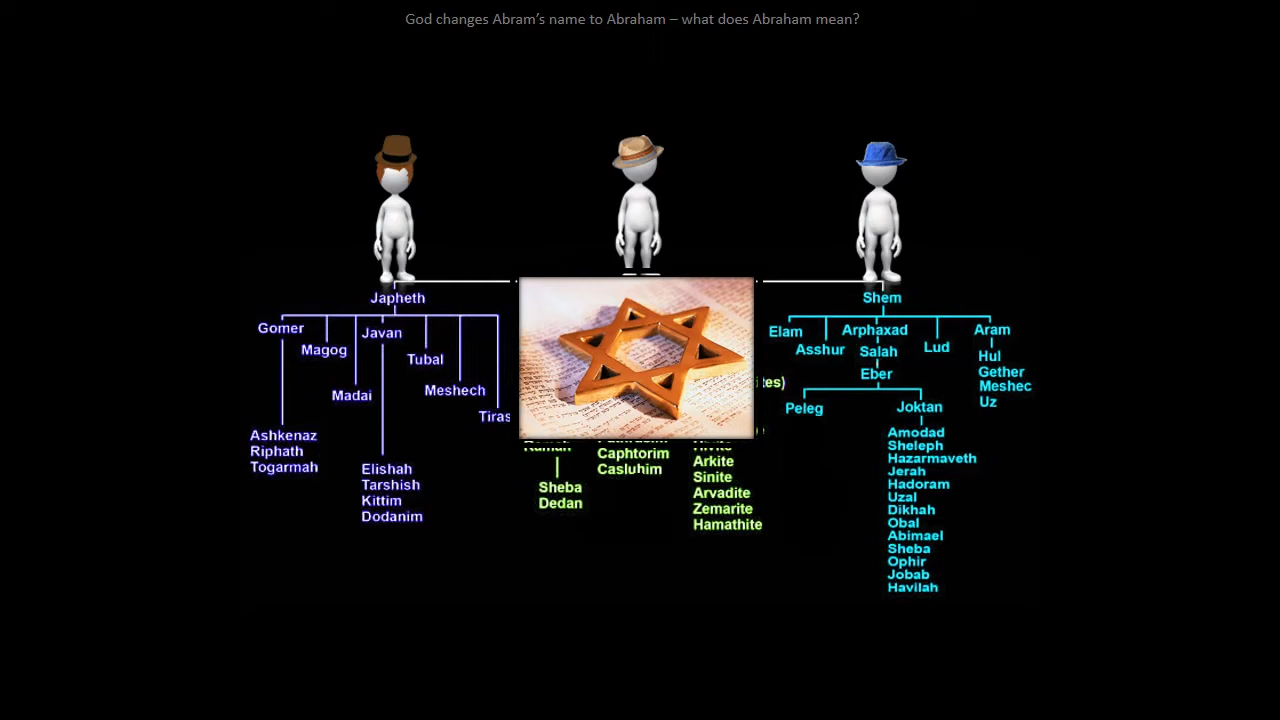 God changes Abram’s name to Abraham – what does Abraham mean?
Japheth
Gomer
Magog
Madai
Javan
Tubal
Meshech
Tiras
Ashkenaz
Riphath
Togarmah
Elishah
Tarshish
Kittim
Dodanim
Sheba
Dedan
Caphtorim
Casluhim
Arkite
Sinite
Arvadite
Zemarite
Hamathite
Shem
Elam
Asshur
Arphaxad
Salah
Eber
Lud
Aram
Hul
Gether
Meshec
Uz
Peleg
Joktan
Amodad
Sheleph
Hazarmaveth
Jerah
Hadoram
Uzal
Dikhah
Obal
Abimael
Sheba
Ophir
Jobab
Havilah